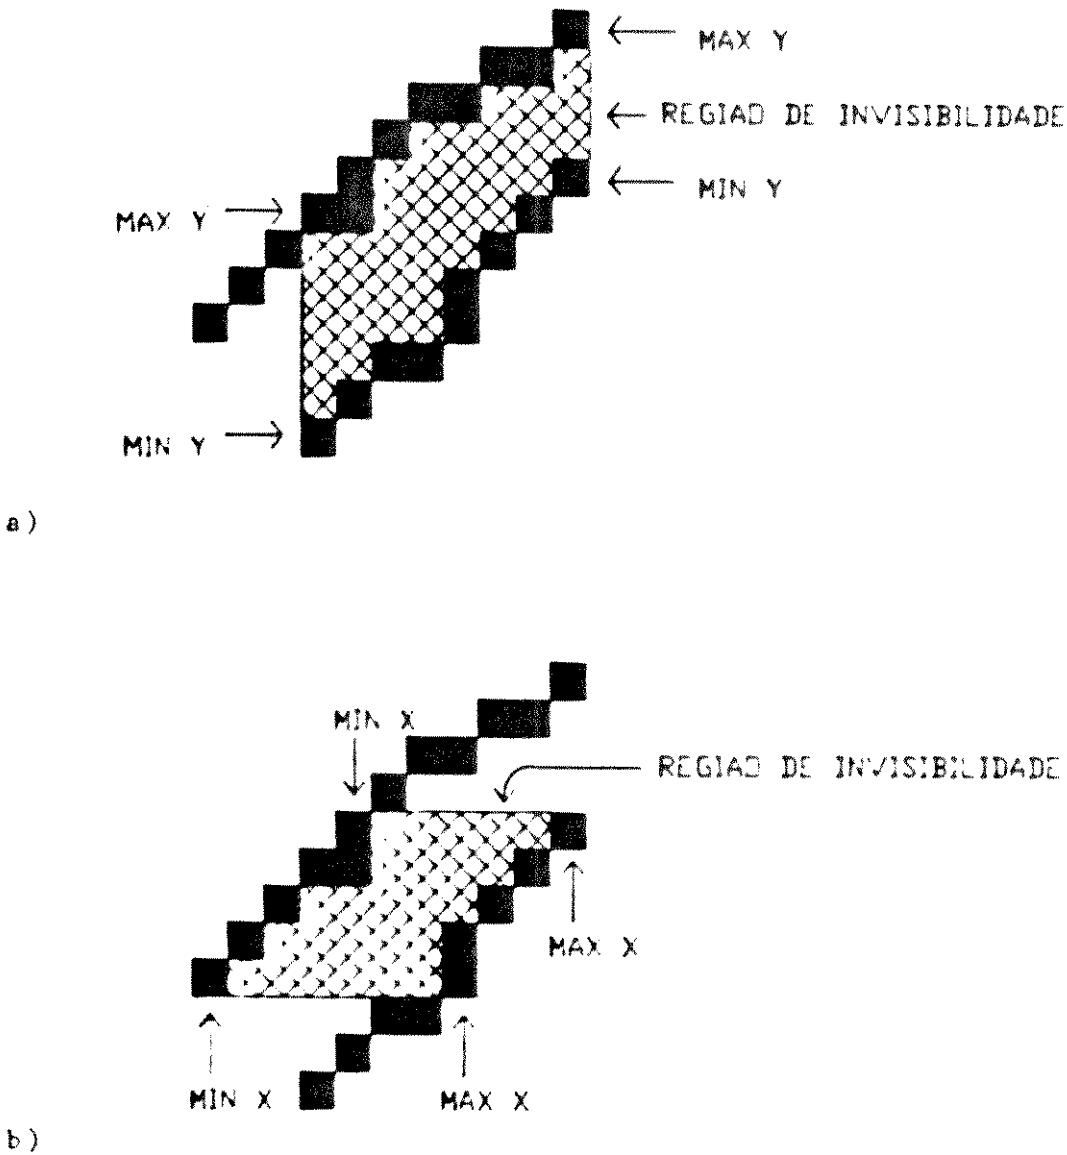 MAX Y
REGIAO DE INVISIBILIDADE
MIN Y
MAX Y
MIN Y
a)
MIN X
REGIAO DE INVISIBILIDADE
MAX X
MIN X
MAX X
b)